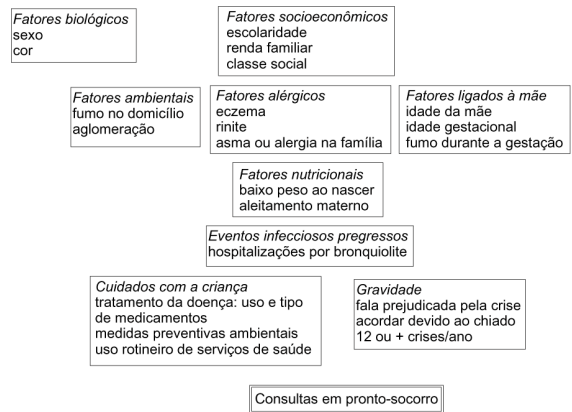 Fatores biológicos
sexo
cor
Fatores socioeconômicos
escolaridade
renda familiar
classe social
Fatores ambientais
fumo no domicílio
aglomeração
Fatores alérgicos
eczema
rinite
asma ou alergia na família
Fatores ligados à mãe
idade da mãe
idade gestacional
fumo durante a gestação
Fatores nutricionais
baixo peso ao nascer
aleitamento materno
Eventos infecciosos pregressos
hospitalizações por bronquiolite
Cuidados com a criança
tratamento da doença: uso e tipo
de medicamentos
medidas preventivas ambientais
uso rotineiro de serviços de saúde
Gravidade
fala prejudicada pela crise
acordar devido ao chiado
12 ou + crises/ano
Consultas em pronto-socorro